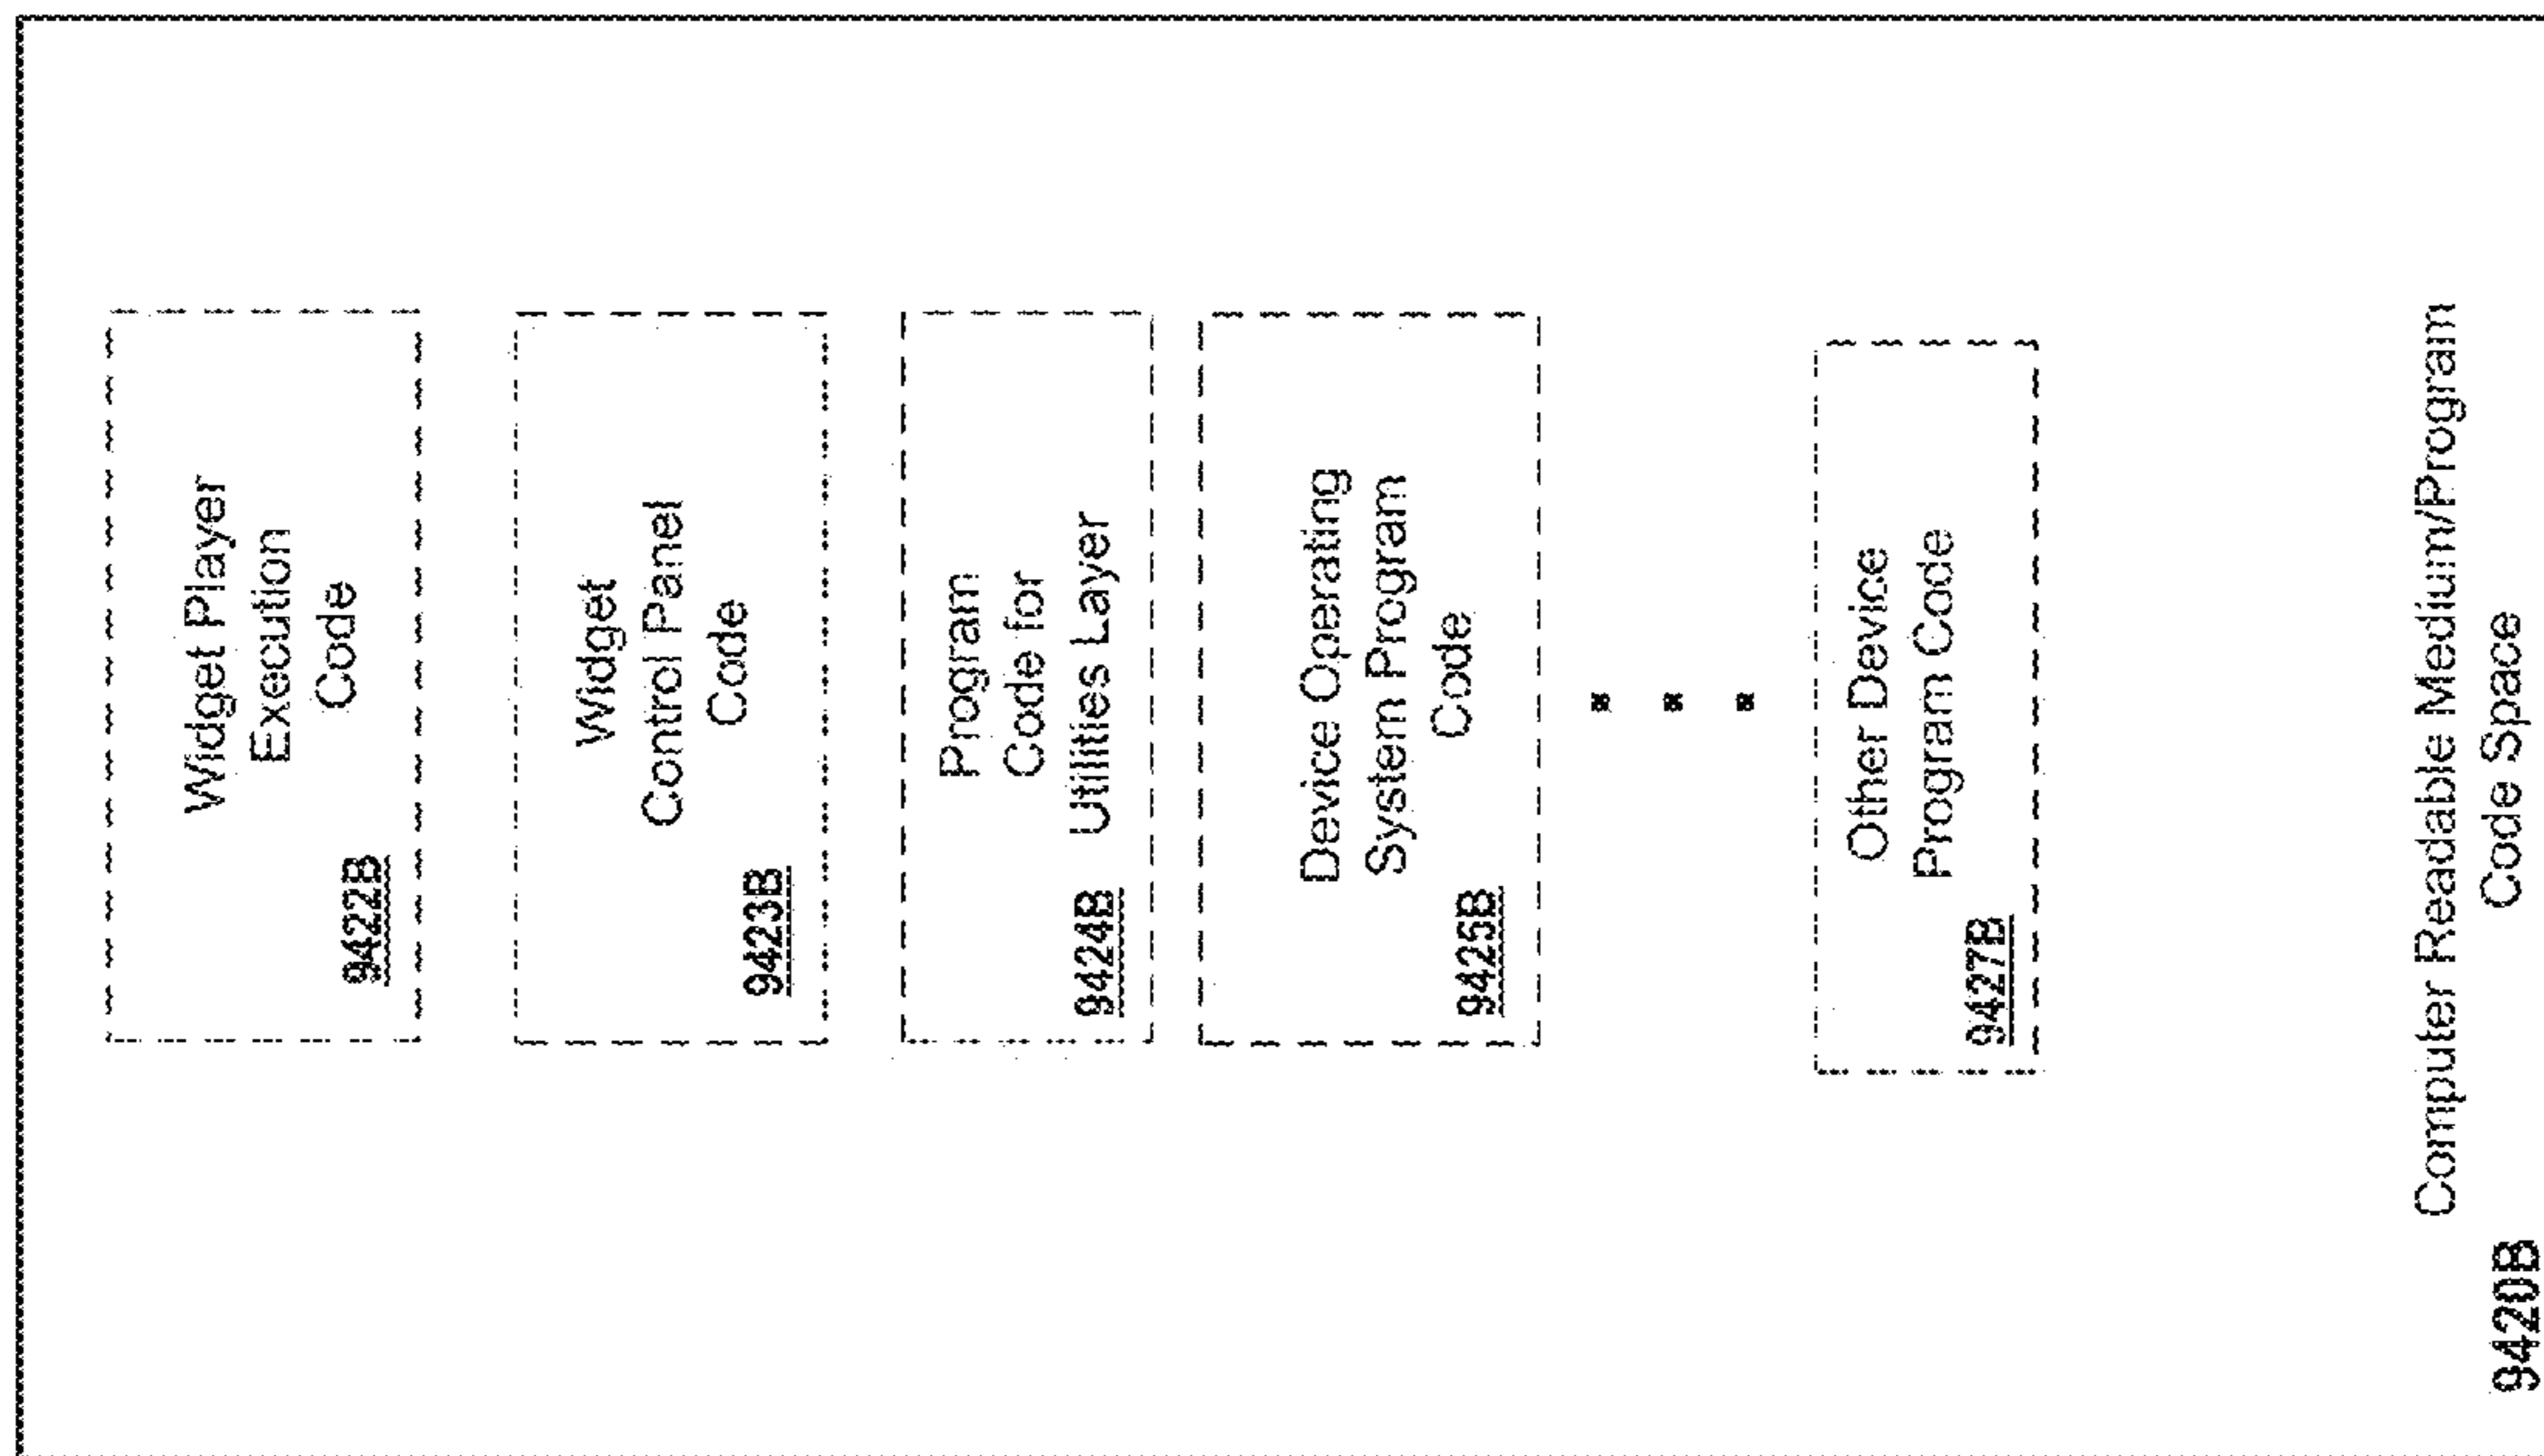 Widget Player
Execution
Code
9422B
Widget
Control Panel
Code
9423B
Program
Code for
Utilities Layer
9424B
Device Operating
System Program
Code
9425B
Other Device
Program Code
9427B
Computer Readable Medium/Program
Code Space
9420B